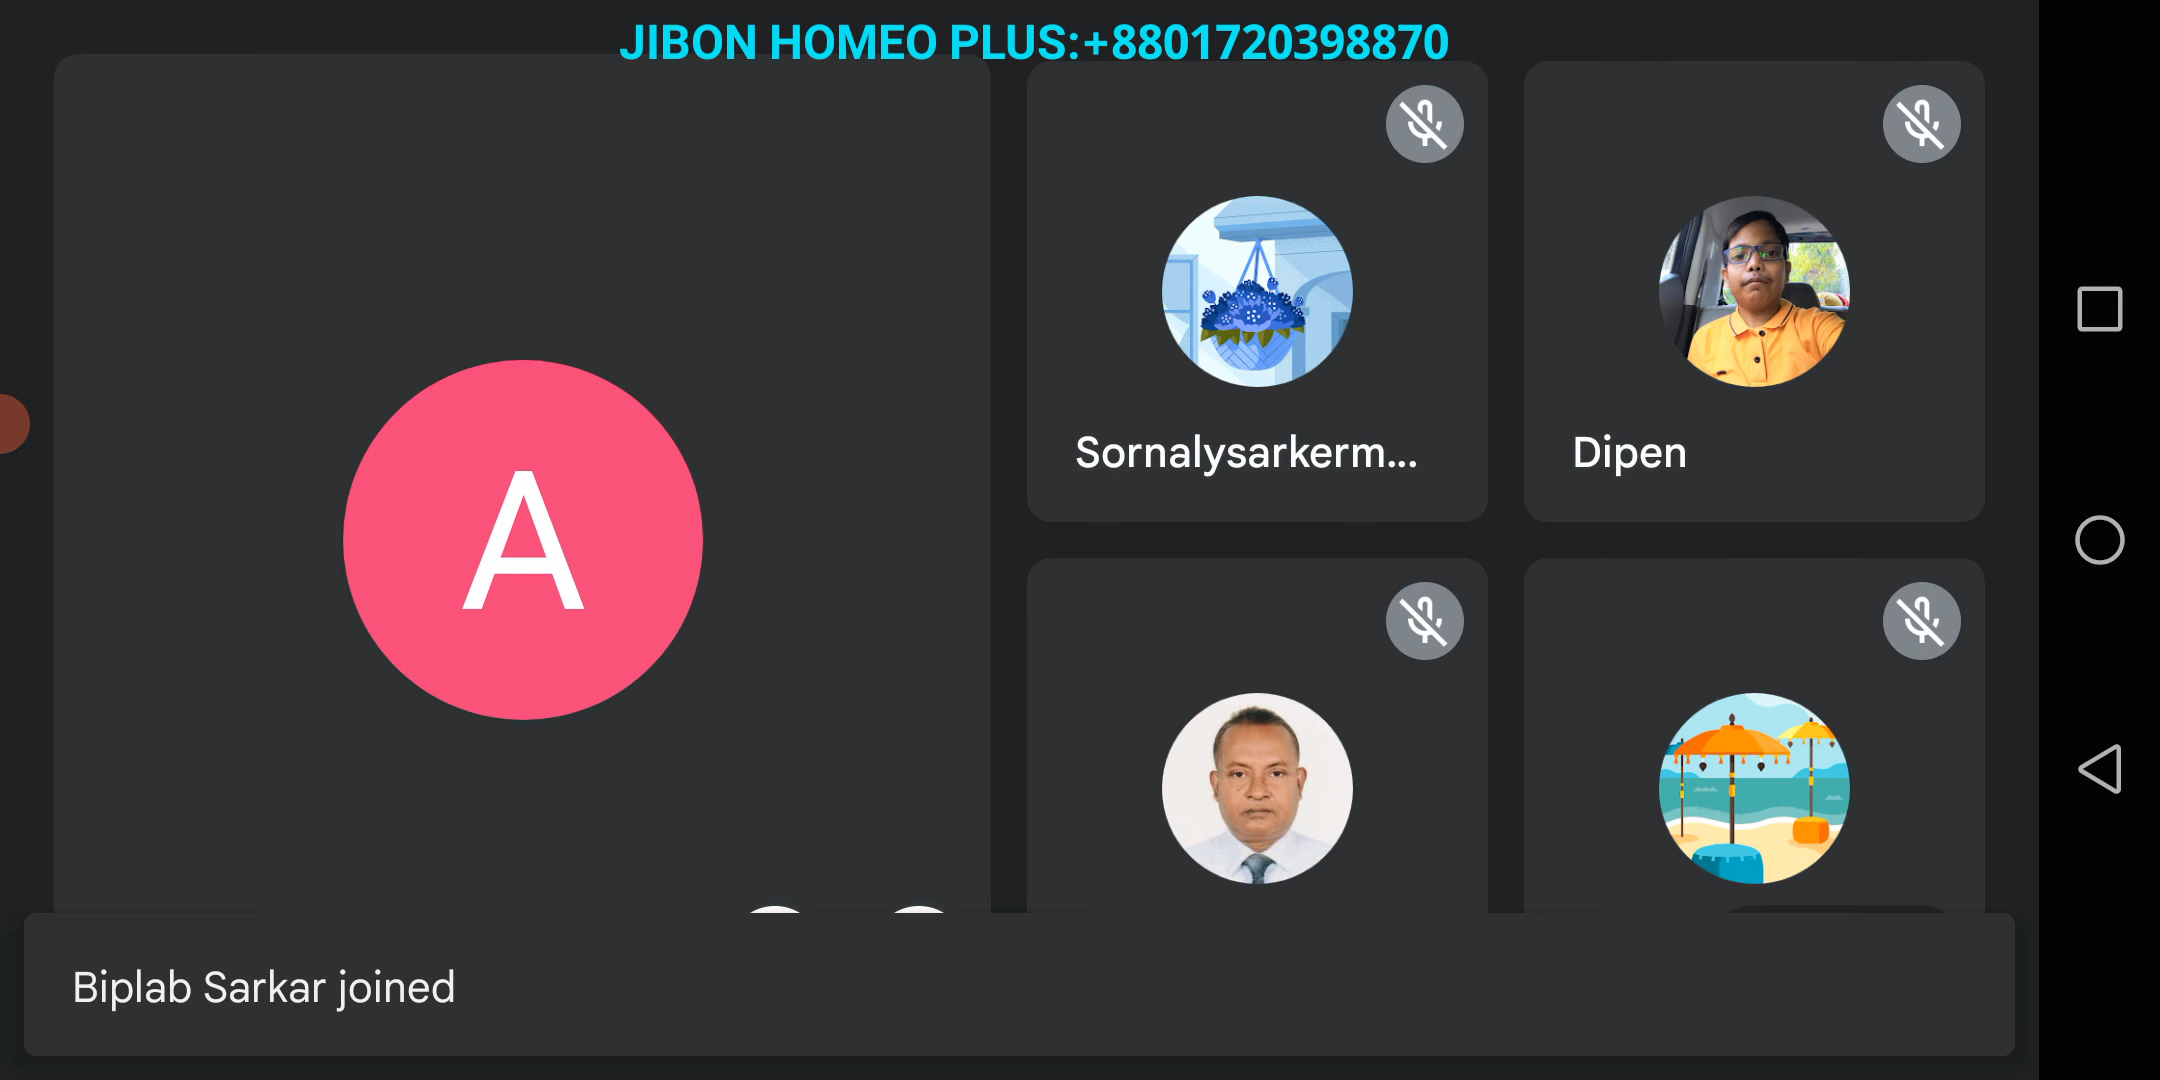 JIBON HOMEO PLUS:+8801720398870
A
Sornalysarkerm...
Dipen
Biplab Sarkar joined